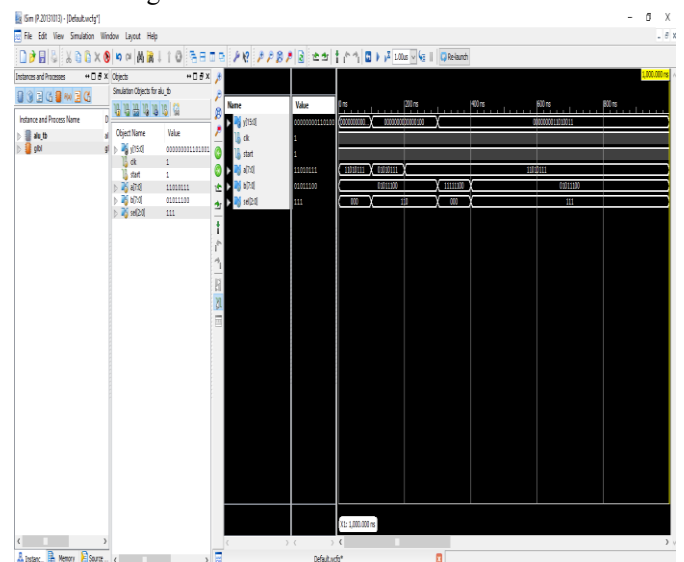 ISim (P.20131013) - [Default.wcfg*]
File Edit View Simulation Window Layout Help
1.00us Re-launch
Instances and Processes
Objects
Simulation Objects for alu_tb
Instance and Process Name
alu_tb
glbl
Object Name Value
y[15:0]
clk 1
start 1
a[7:0] 11010111
b[7:0] 01011100
sel[2:0] 111
Name Value
y[15:0]
clk 1
start 1
a[7:0] 11010111
b[7:0] 01011100
sel[2:0] 111
1,000.000 ns
0 ns 200 ns 400 ns 600 ns 800 ns
11010111 01010111 11010111
01011100 11111100 01011100
000 110 000 111
X1: 1,000.000 ns
Instanc... Memory Source...
Default.wcfg*